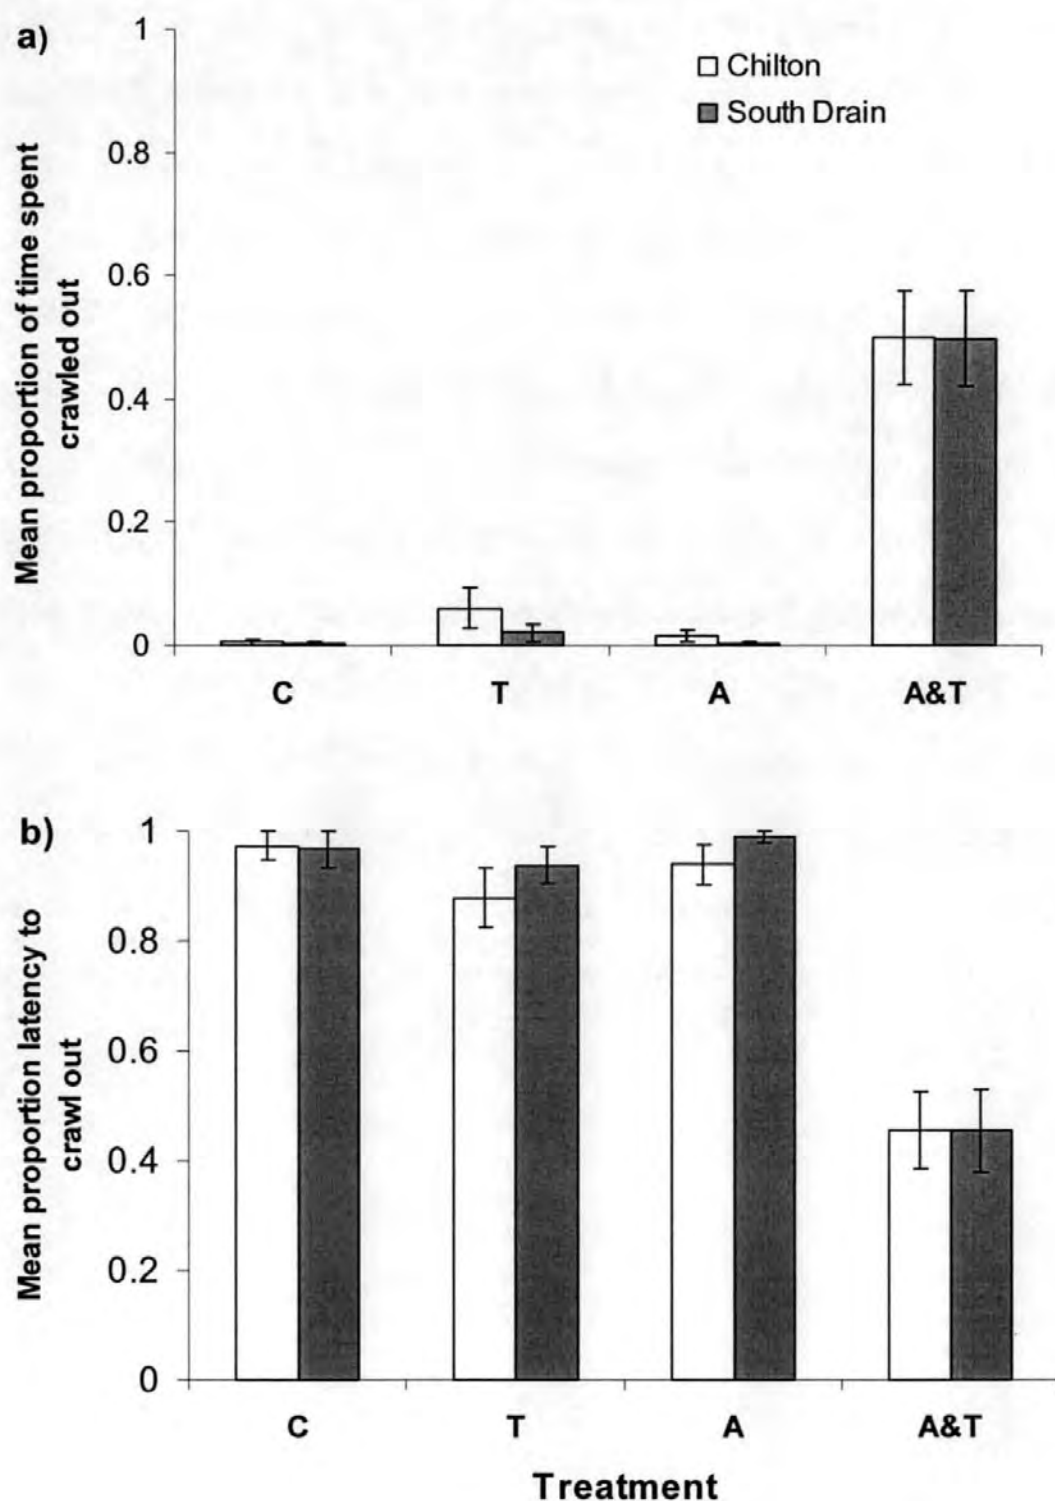 a)
Mean proportion of time spent
crawled out
1
0.8
0.6
0.4
0.2
0
Chilton
South Drain
C T A A&T
b)
Mean proportion latency to
crawl out
1
0.8
0.6
0.4
0.2
0
C T A A&T
Treatment